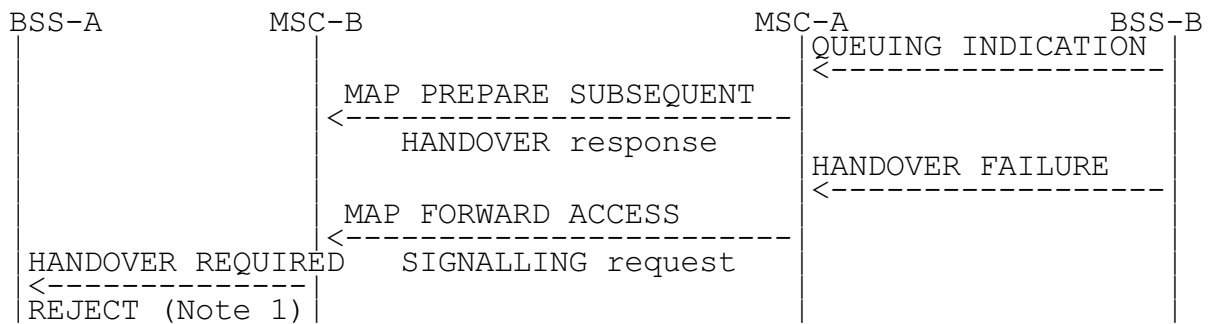 BSS-A MSC-B MSC-A BSS-B
QUEUING INDICATION
MAP PREPARE SUBSEQUENT
HANDOVER response
HANDOVER FAILURE
MAP FORWARD ACCESS
HANDOVER REQUIRED SIGNALLING request
REJECT (Note 1)